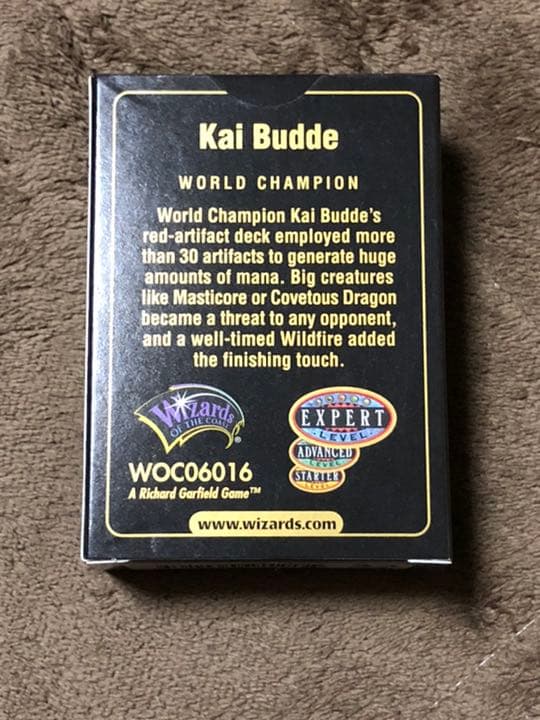 Kai Budde
WORLD CHAMPION
World Champion Kai Budde's
red-artifact deck employed more
than 30 artifacts to generate huge
amounts of mana. Big creatures
like Masticore or Covetous Dragon
became a threat to any opponent,
and a well-timed Wildfire added
the finishing touch.
Wizards
OF THE COAST
®
EXPERT
LEVEL
ADVANCED
LEVEL
STARTER
LEVEL
WOC06016
A Richard Garfield Game™
www.wizards.com